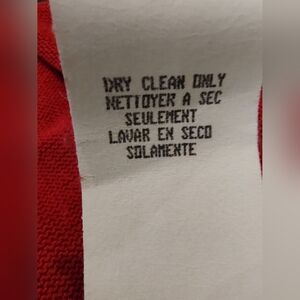 DRY CLEAN ONLY
NETTOYER A SEC
SEULEMENT
LAVAR EN SECO
SOLAMENTE